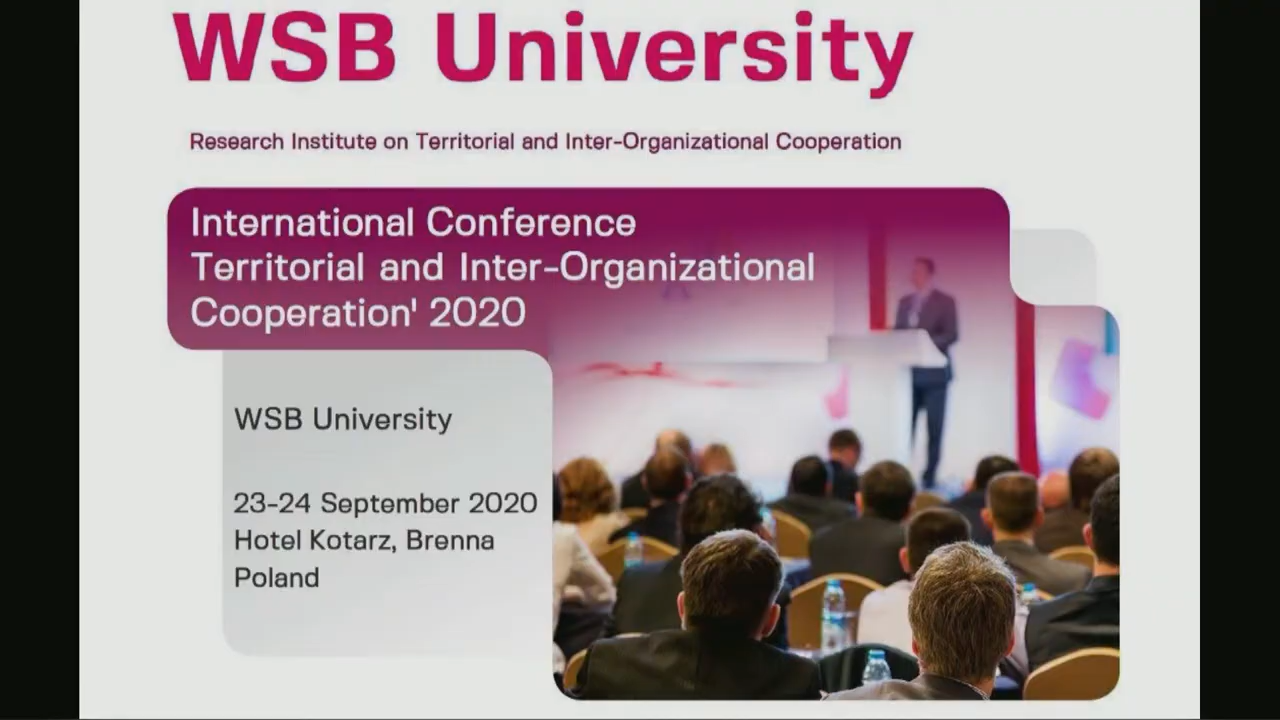 WSB University
Research Institute on Territorial and Inter-Organizational Cooperation
International Conference
Territorial and Inter-Organizational
Cooperation' 2020
WSB University
23-24 September 2020
Hotel Kotarz, Brenna
Poland